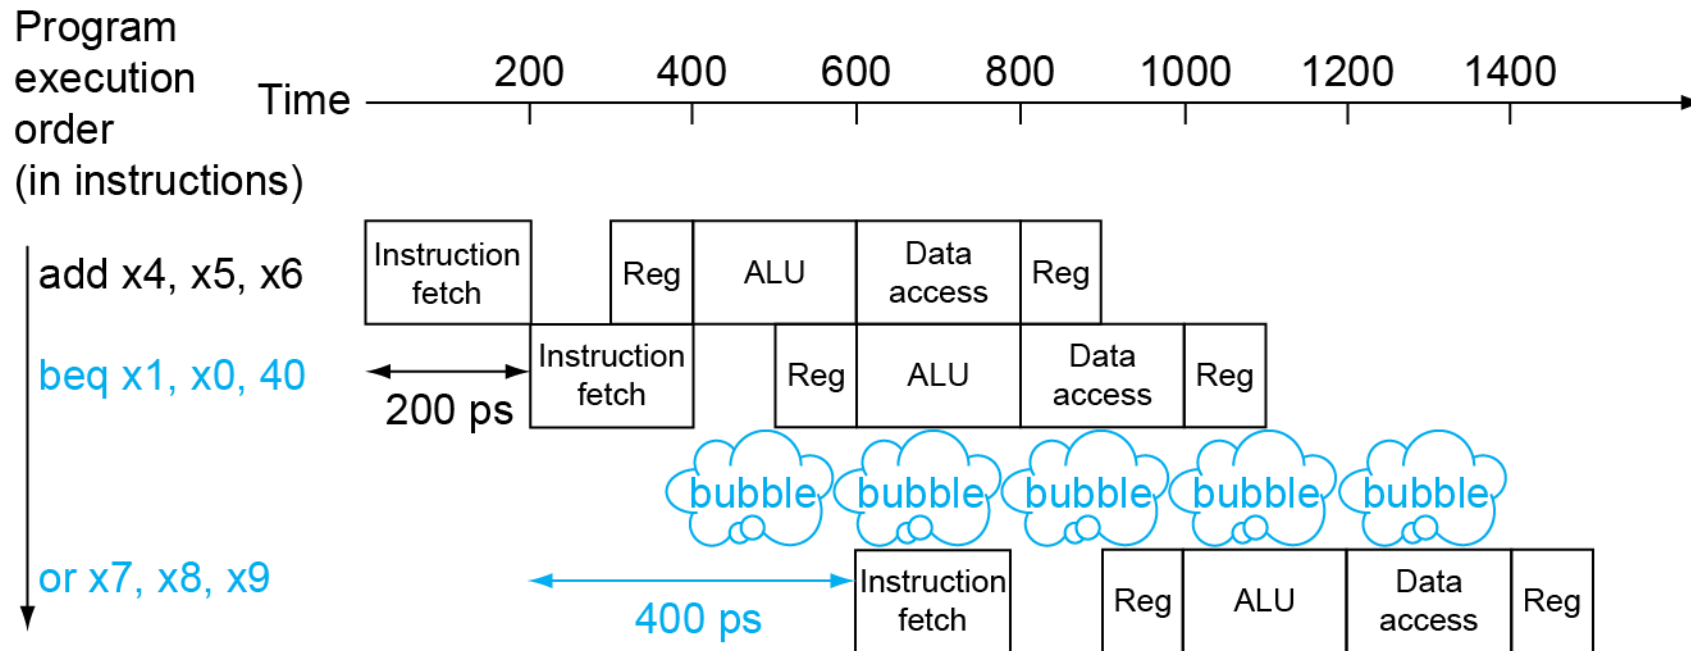 Program
execution
order
(in instructions)
Time
200 400 600 800 1000 1200 1400
add x4, x5, x6
Instruction
fetch
Reg
ALU
Data
access
Reg
beq x1, x0, 40
200 ps
Instruction
fetch
Reg
ALU
Data
access
Reg
bubble bubble bubble bubble bubble
or x7, x8, x9
400 ps
Instruction
fetch
Reg
ALU
Data
access
Reg